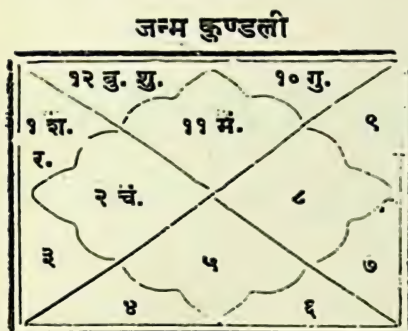 जन्म कुण्डली
१२ बु. शु.
१० गु.
१ श.
११ मं.
९
र.
२ चं.
८
३
५
७
४
६